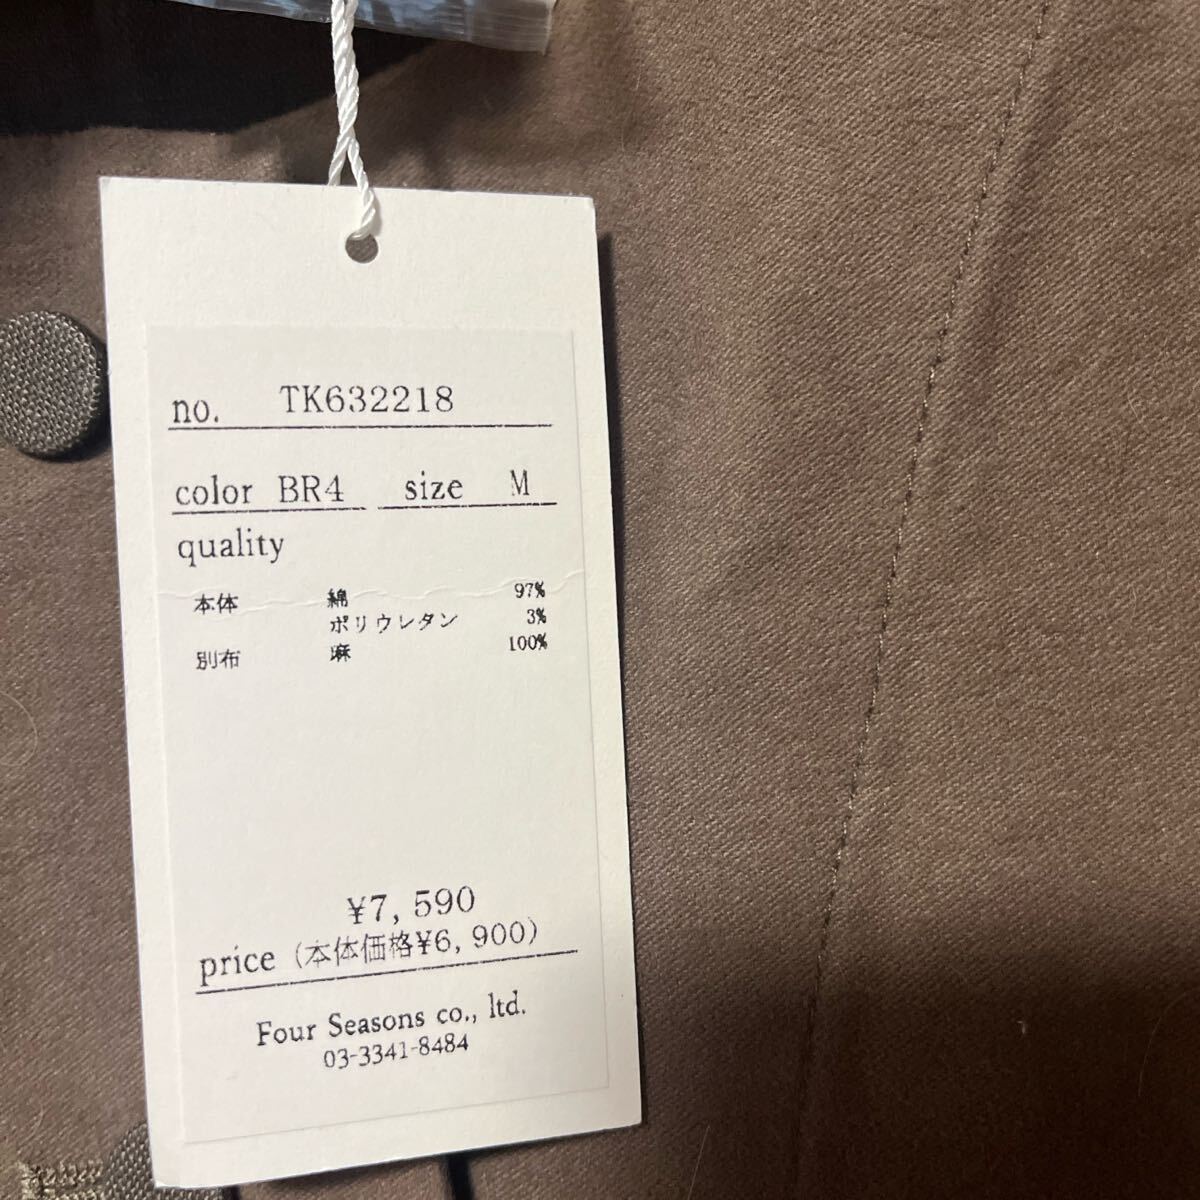 no. TK632218
color BR4 size M
quality
本体 綿 97%
ポリウレタン 3%
別布 麻 100%
¥7,590
price (本体価格¥6,900)
Four Seasons co., ltd.
03-3341-8484